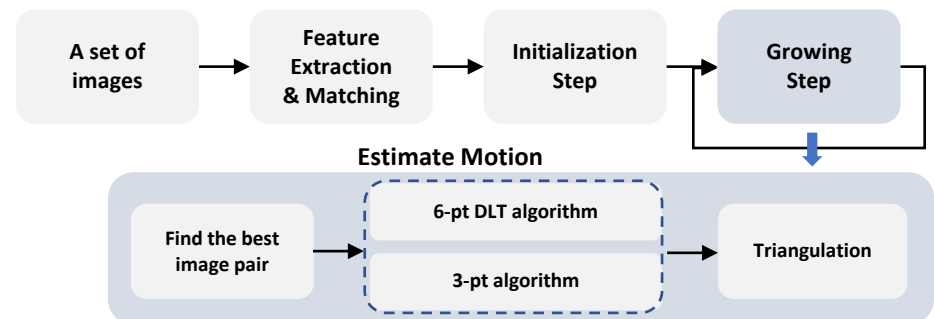 A set of
images
Feature
Extraction
& Matching
Initialization
Step
Growing
Step
Estimate Motion
Find the best
image pair
6-pt DLT algorithm
3-pt algorithm
Triangulation